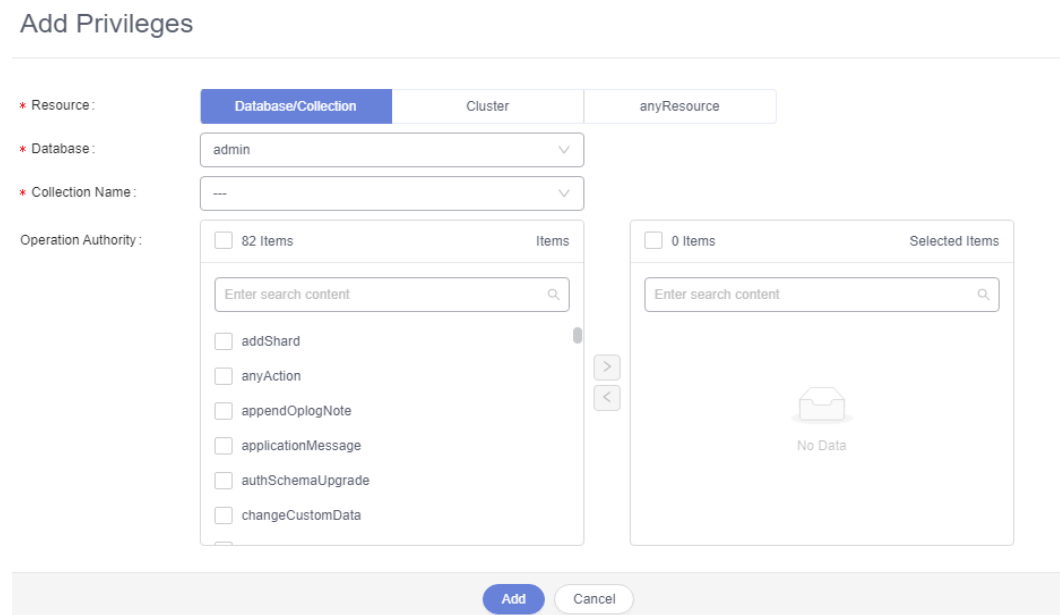 Add Privileges
* Resource: Database/Collection Cluster anyResource
* Database: admin
* Collection Name: ---
Operation Authority: 82 Items Items 0 Items Selected Items
Enter search content Enter search content
addShard
anyAction
appendOplogNote
applicationMessage No Data
authSchemaUpgrade
changeCustomData
Add Cancel